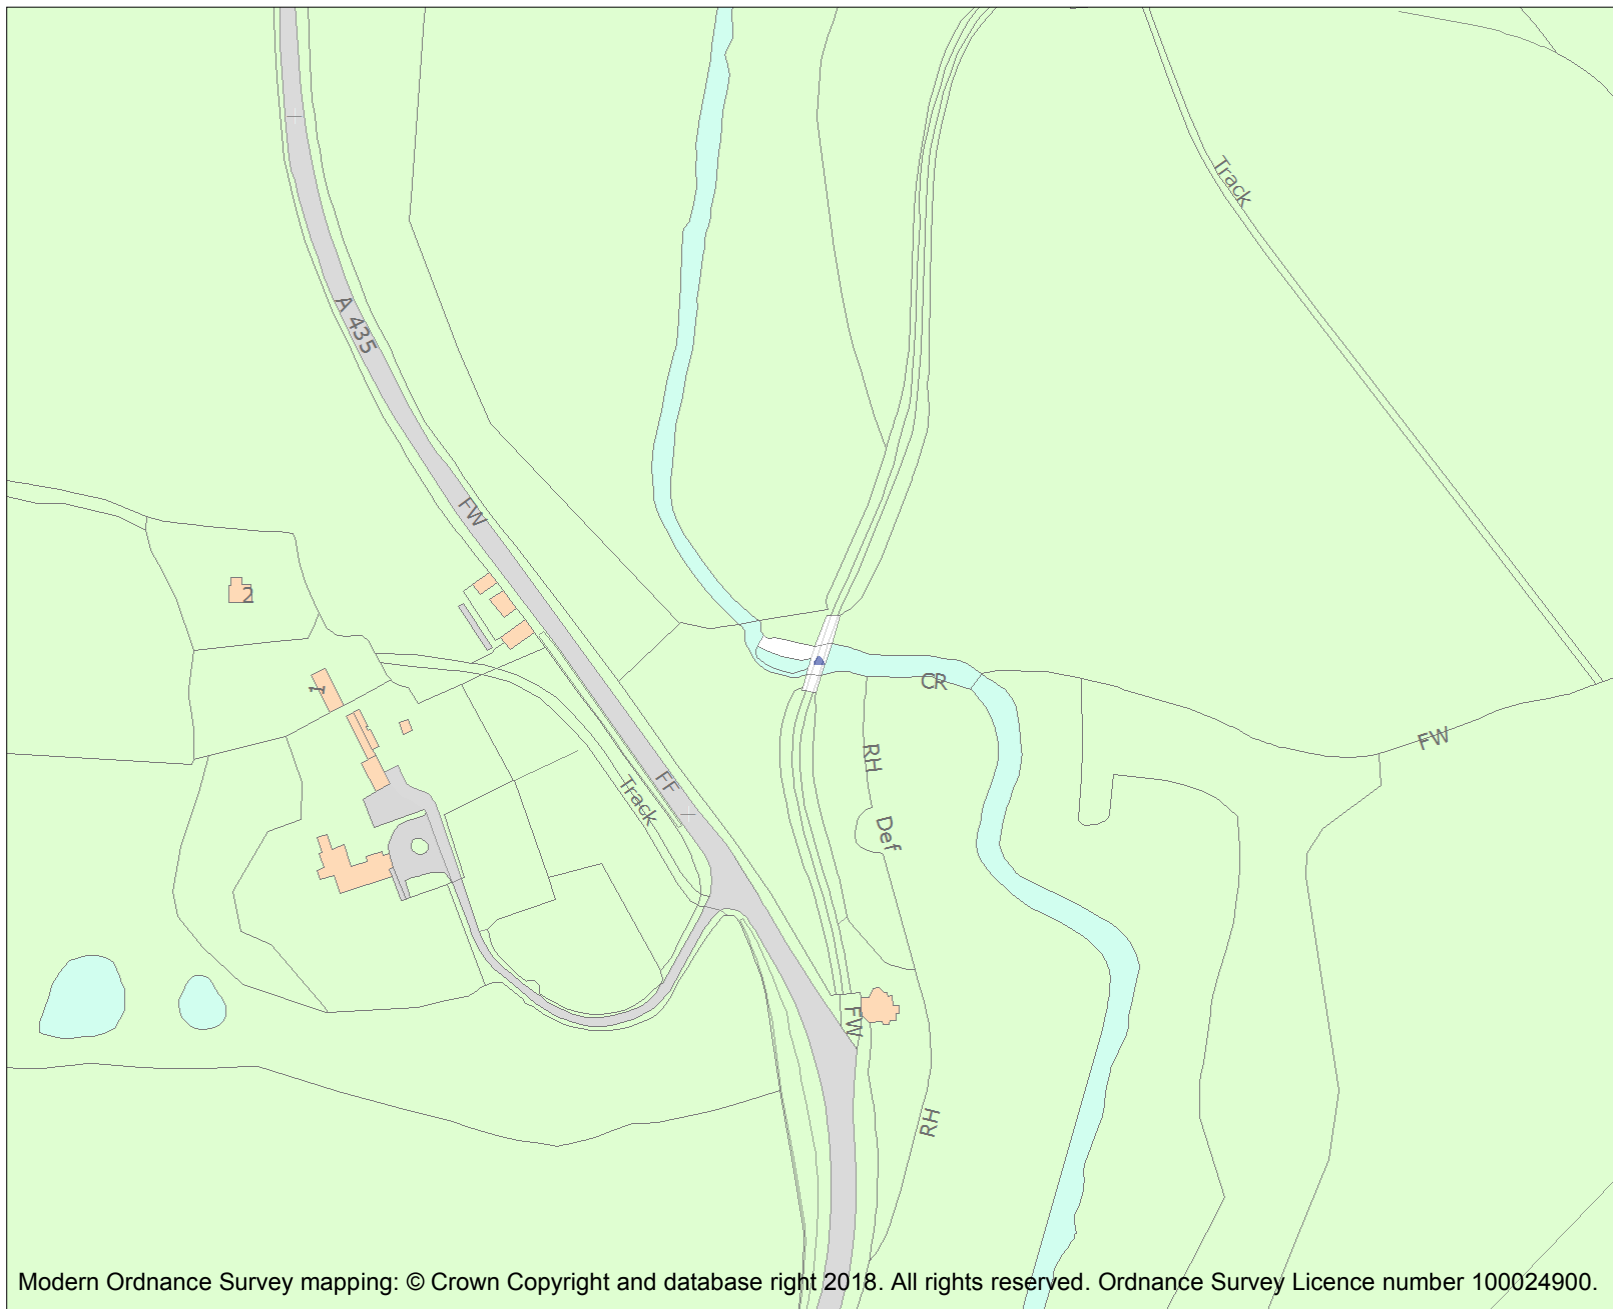 Track
A 435
FW
2
1
CR
FW
RH
FF
Track
Def
FW
RH
Modern Ordnance Survey mapping: © Crown Copyright and database right 2018. All rights reserved. Ordnance Survey Licence number 100024900.